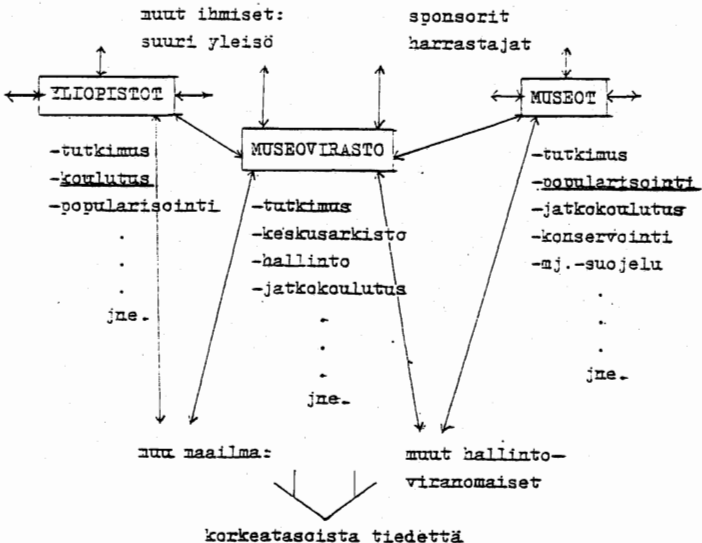 muut ihmiset:
suuri yleisö
sponsorit
harrastajat
YLIOPISTOT
-tutkimus
-koulutus
-popularisointi
.
.
.
jne.
MUSEOVIRASTO
-tutkimus
-keskusarkisto
-hallinto
-jatkokoulutus
.
.
.
jne.
MUSEOT
-tutkimus
-popularisointi
-jatkokoulutus
-konservointi
-mj.-suojelu
.
.
.
jne.
muu maailma:
muut hallinto-
viranomaiset
korkeatasoista tiedettä